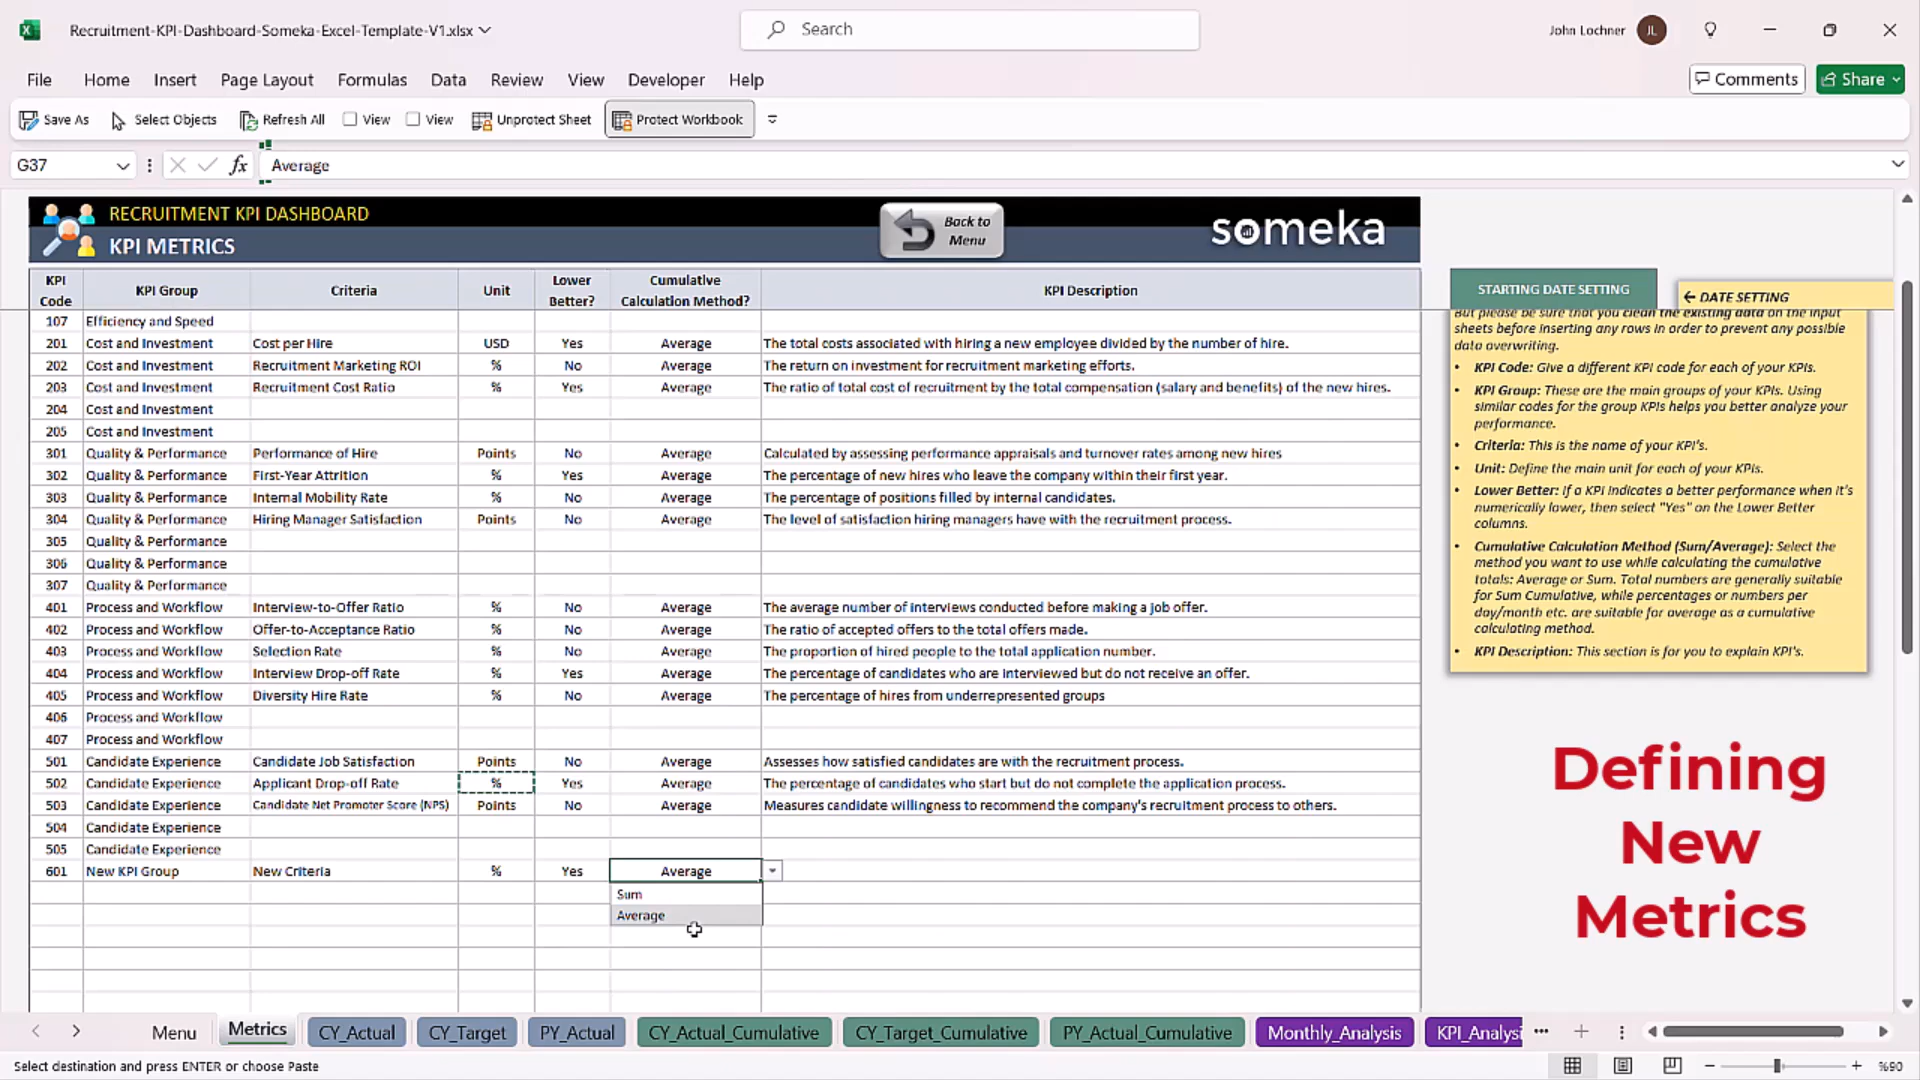 Recruitment-KPI-Dashboard-Someka-Excel-Template-V1.xlsx
Search
John Lochner JL
File Home Insert Page Layout Formulas Data Review View Developer Help
Comments Share
Save As Select Objects Refresh All View View Unprotect Sheet Protect Workbook
G37 fx Average
RECRUITMENT KPI DASHBOARD
KPI METRICS
Back to
Menu
someka
KPI Code KPI Group Criteria Unit Lower Better? Cumulative Calculation Method? KPI Description
107 Efficiency and Speed
201 Cost and Investment Cost per Hire USD Yes Average The total costs associated with hiring a new employee divided by the number of hire.
202 Cost and Investment Recruitment Marketing ROI % No Average The return on investment for recruitment marketing efforts.
203 Cost and Investment Recruitment Cost Ratio % Yes Average The ratio of total cost of recruitment by the total compensation (salary and benefits) of the new hires.
204 Cost and Investment
205 Cost and Investment
301 Quality & Performance Performance of Hire Points No Average Calculated by assessing performance appraisals and turnover rates among new hires
302 Quality & Performance First-Year Attrition % Yes Average The percentage of new hires who leave the company within their first year.
303 Quality & Performance Internal Mobility Rate % No Average The percentage of positions filled by internal candidates.
304 Quality & Performance Hiring Manager Satisfaction Points No Average The level of satisfaction hiring managers have with the recruitment process.
305 Quality & Performance
306 Quality & Performance
307 Quality & Performance
401 Process and Workflow Interview-to-Offer Ratio % No Average The average number of interviews conducted before making a job offer.
402 Process and Workflow Offer-to-Acceptance Ratio % No Average The ratio of accepted offers to the total offers made.
403 Process and Workflow Selection Rate % No Average The proportion of hired people to the total application number.
404 Process and Workflow Interview Drop-off Rate % Yes Average The percentage of candidates who are interviewed but do not receive an offer.
405 Process and Workflow Diversity Hire Rate % No Average The percentage of hires from underrepresented groups
406 Process and Workflow
407 Process and Workflow
501 Candidate Experience Candidate Job Satisfaction Points No Average Assesses how satisfied candidates are with the recruitment process.
502 Candidate Experience Applicant Drop-off Rate % Yes Average The percentage of candidates who start but do not complete the application process.
503 Candidate Experience Candidate Net Promoter Score (NPS) Points No Average Measures candidate willingness to recommend the company's recruitment process to others.
504 Candidate Experience
505 Candidate Experience
601 New KPI Group New Criteria % Yes Average
Sum
Average
STARTING DATE SETTING
← DATE SETTING
But please be sure that you clean the existing data on the input
sheets before inserting any rows in order to prevent any possible
data overwriting.
• KPI Code: Give a different KPI code for each of your KPIs.
• KPI Group: These are the main groups of your KPIs. Using
similar codes for the group KPIs helps you better analyze your
performance.
• Criteria: This is the name of your KPI's.
• Unit: Define the main unit for each of your KPIs.
• Lower Better: If a KPI indicates a better performance when it's
numerically lower, then select "Yes" on the Lower Better
columns.
• Cumulative Calculation Method (Sum/Average): Select the
method you want to use while calculating the cumulative
totals: Average or Sum. Total numbers are generally suitable
for Sum Cumulative, while percentages or numbers per
day/month etc. are suitable for average as a cumulative
calculating method.
• KPI Description: This section is for you to explain KPI's.
Defining
New
Metrics
Menu Metrics CY_Actual CY_Target PY_Actual CY_Actual_Cumulative CY_Target_Cumulative PY_Actual_Cumulative Monthly_Analysis KPI_Analysi
Select destination and press ENTER or choose Paste
%90